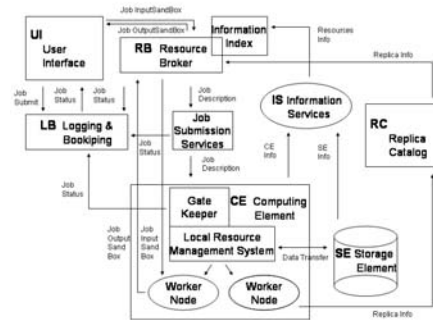 Job InputSandBox
Job OutputSandBox
UI
User
Interface
RB Resource
Broker
Information
Index
Resourses
Info
Replica Info
Job
Submit
Job
Status
Job
Status
Job
Description
IS Information
Services
LB Logging &
Bookiping
Job
Status
Job
Submission
Services
RC
Replica
Catalog
Job
Description
CE
Info
SE
Info
Job
Status
Gate
Keeper
CE Computing
Element
Job
Output
Sand
Box
Job
Input
Sand
Box
Local Resource
Management System
Data Transfer
SE Storage
Element
Worker
Node
Worker
Node
Replica Info